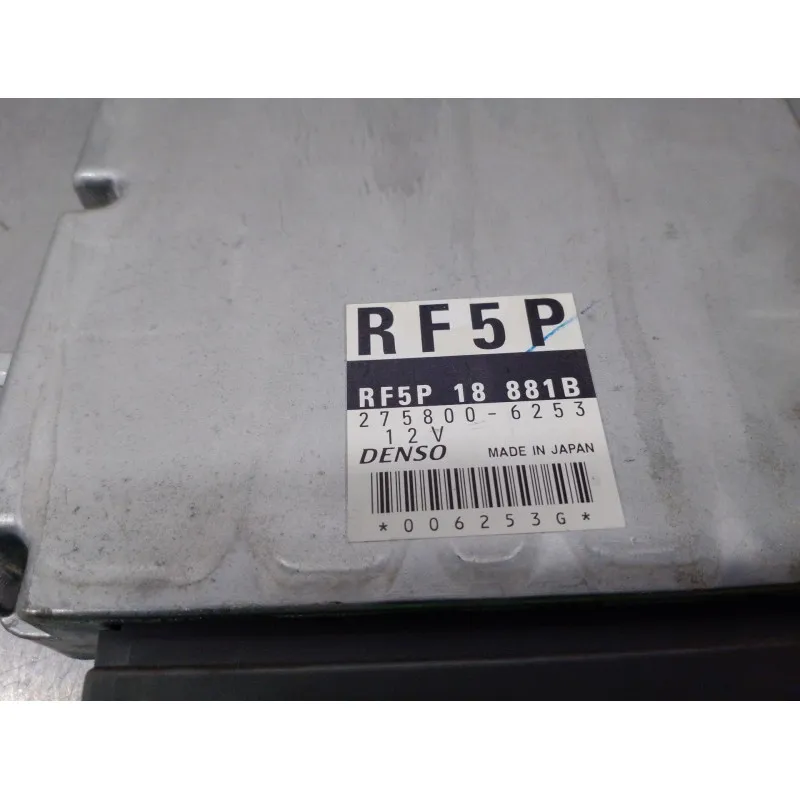 RF5P
RF5P 18 881B
275800-6253
12V
DENSO MADE IN JAPAN
*006253G*